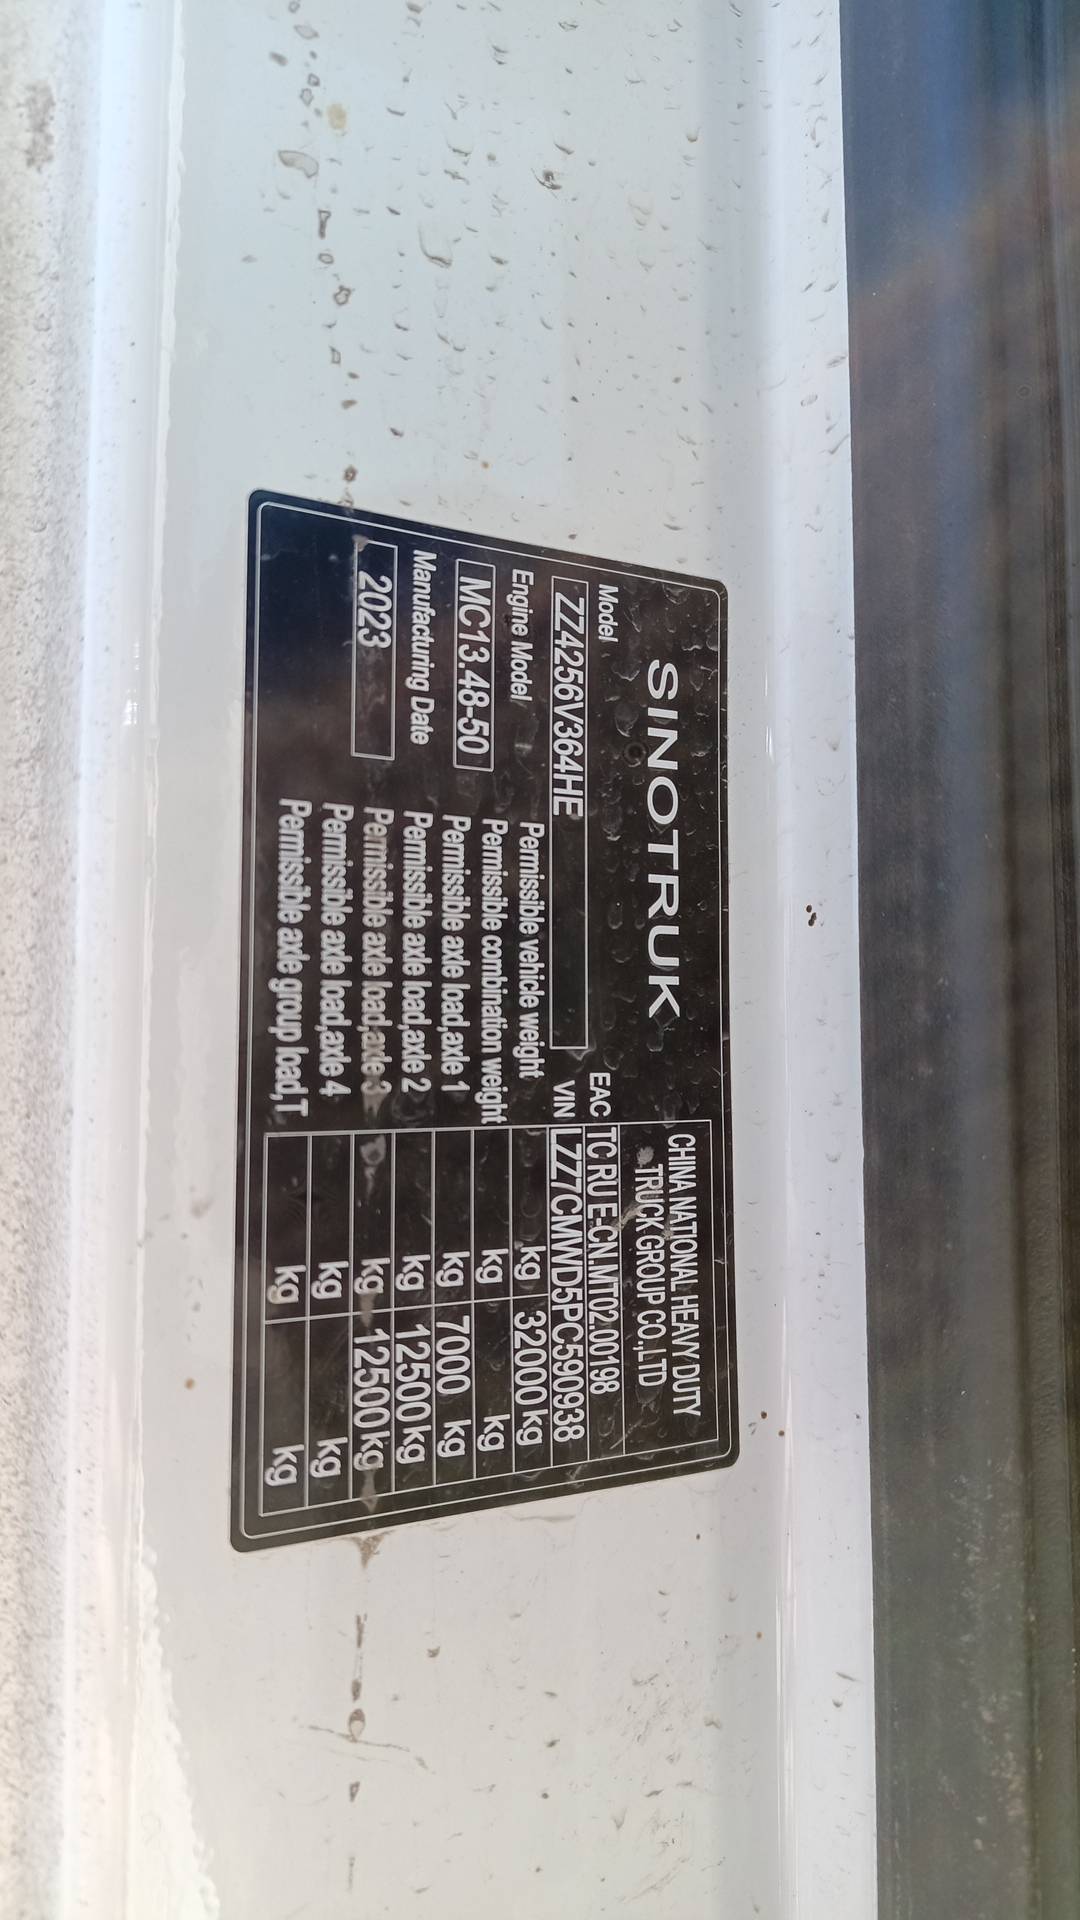 SINOTRUK
CHINA NATIONAL HEAVY DUTY
TRUCK GROUP CO.,LTD
Model
EAC TC RU E-CN.MT02.00198
ZZ4256V364HE
VIN LZZ7CMWD5PC590938
Engine Model
MC13.48-50
Manufacturing Date
2023
Permissible vehicle weight kg 32000 kg
Permissible combination weight kg kg
Permissible axle load,axle 1 kg 7000 kg
Permissible axle load,axle 2 kg 12500 kg
Permissible axle load,axle 3 kg 12500 kg
Permissible axle load,axle 4 kg kg
Permissible axle group load,T kg kg